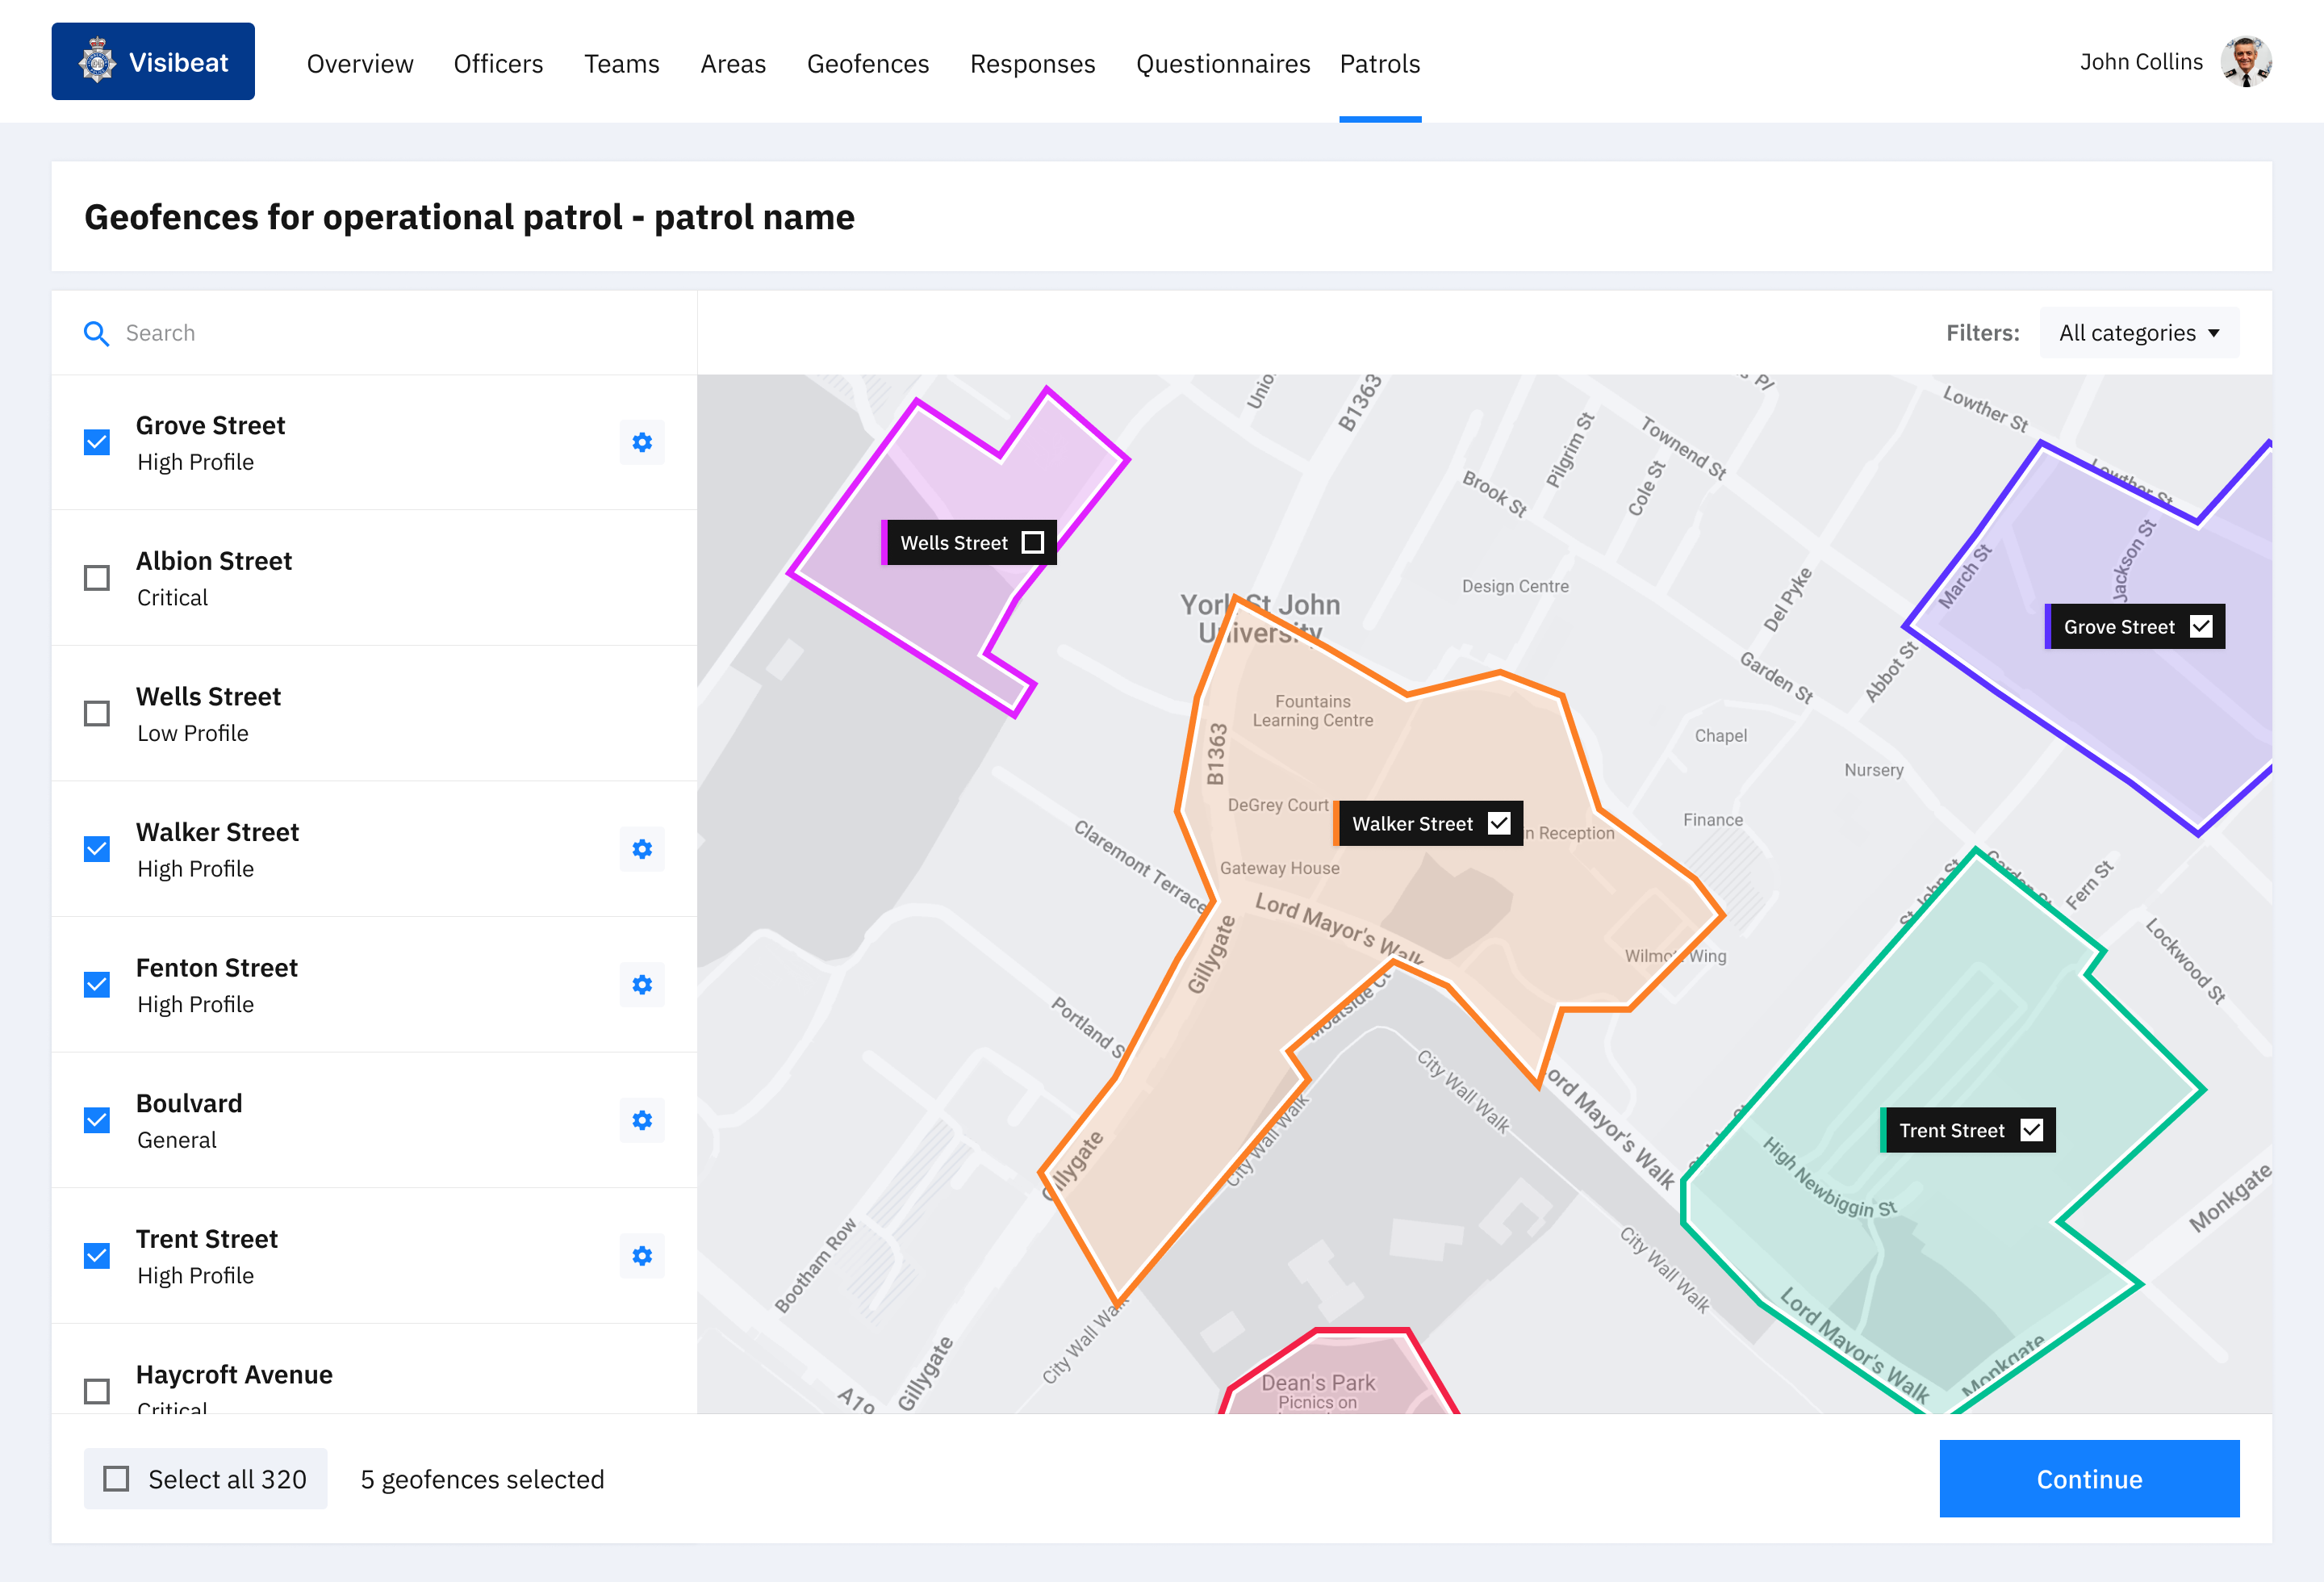 Visibeat
Overview
Officers
Teams
Areas
Geofences
Responses
Questionnaires
Patrols
John Collins
Geofences for operational patrol - patrol name
Search
Filters:
All categories
Grove Street
High Profile
Albion Street
Critical
Wells Street
Low Profile
Walker Street
High Profile
Fenton Street
High Profile
Boulvard
General
Trent Street
High Profile
Haycroft Avenue
Critical
Select all 320
5 geofences selected
Continue
B1363
Pilgrim St
Townend St
Lowther St
Brook St
Cole St
Lowther St
Jackson St
March St
Wells Street
Design Centre
Del Pyke
York St John
University
Grove Street
Garden St
Abbot St
Fountains
Learning Centre
B1363
Chapel
Nursery
DeGrey Court
Walker Street
n Reception
Finance
Claremont Terrace
Gateway House
St John St
Garden St
Fern St
Lord Mayor's Walk
Gillygate
Wilmott Wing
Lockwood St
Moatside Ct
Portland S
City Wall Walk
Lord Mayor's Walk
City Wall Walk
Trent Street
High Newbiggin St
Gillygate
Monkgate
Bootham Row
City Wall Walk
City Wall Walk
Lord Mayor's Walk
Monkgate
Gillygate
A19
Dean's Park
Picnics on